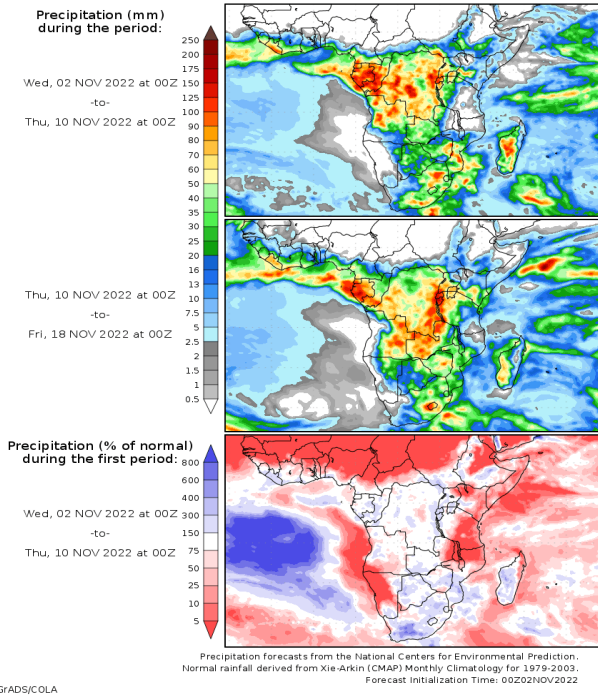 Precipitation (mm)
during the period:
250
200
175
150
125
100
90
80
70
60
50
40
35
30
25
20
16
13
10
7.5
5
2.5
2
1.5
1
0.5
Wed, 02 NOV 2022 at 00Z
-to-
Thu, 10 NOV 2022 at 00Z
Thu, 10 NOV 2022 at 00Z
-to-
Fri, 18 NOV 2022 at 00Z
Precipitation (% of normal)
during the first period:
800
600
400
300
150
75
50
25
10
5
Wed, 02 NOV 2022 at 00Z
-to-
Thu, 10 NOV 2022 at 00Z
Precipitation forecasts from the National Centers for Environmental Prediction.
Normal rainfall derived from Xie-Arkin (CMAP) Monthly Climatology for 1979-2003.
Forecast Initialization Time: 00Z02NOV2022
GrADS/COLA